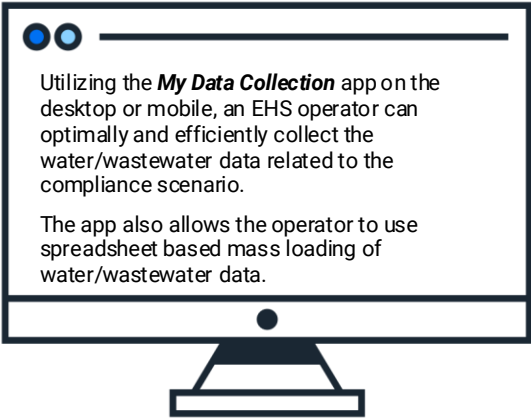 Utilizing the My Data Collection app on the
desktop or mobile, an EHS operator can
optimally and efficiently collect the
water/wastewater data related to the
compliance scenario.
The app also allows the operator to use
spreadsheet based mass loading of
water/wastewater data.